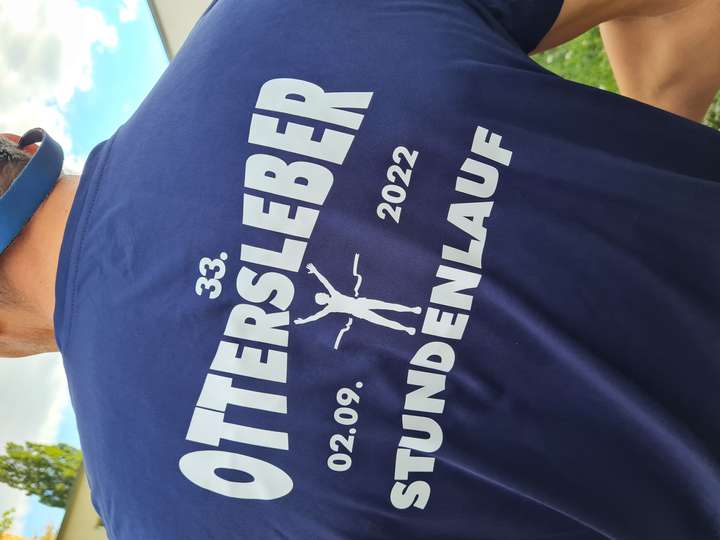 33.
OTTERSLEBER
02.09. 2022
STUNDENLAUF